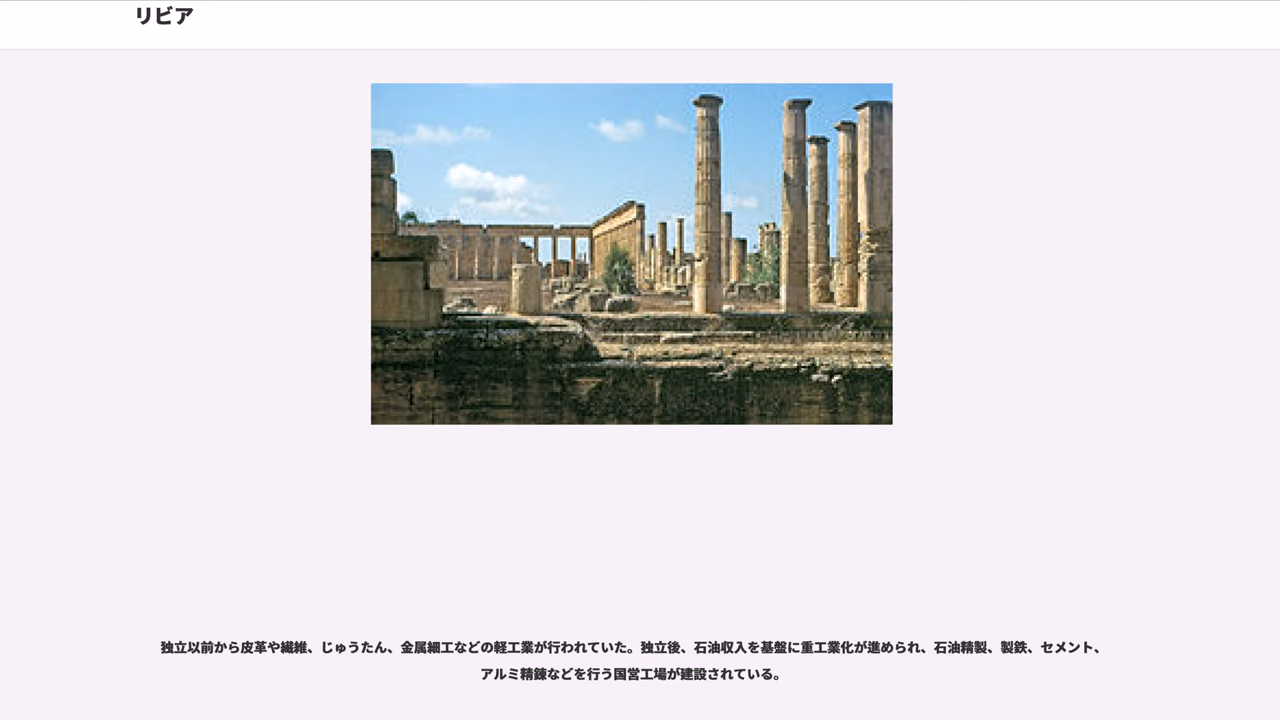 リビア
独立以前から皮革や繊維、じゅうたん、金属細工などの軽工業が行われていた。独立後、石油収入を基盤に重工業化が進められ、石油精製、製鉄、セメント、
アルミ精錬などを行う国営工場が建設されている。